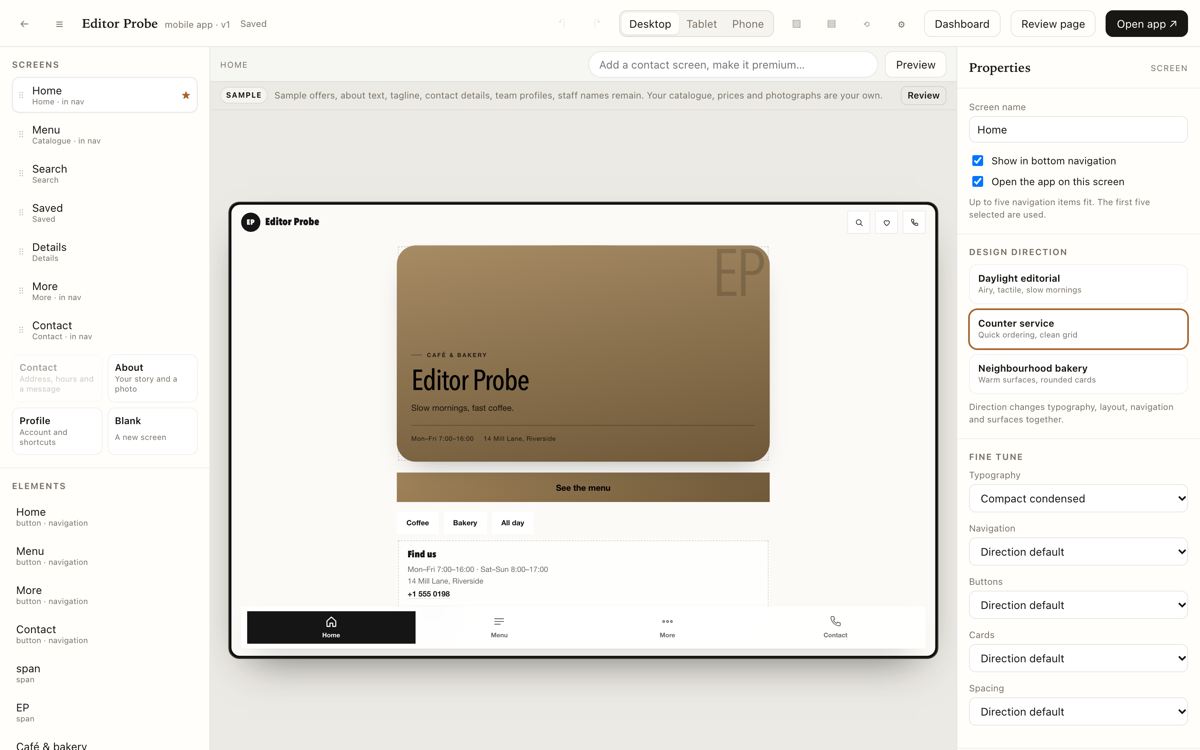 Editor Probe mobile app · v1 Saved
Desktop Tablet Phone
Dashboard
Review page
Open app ↗
SCREENS
Home
Home · in nav
Menu
Catalogue · in nav
Search
Search
Saved
Saved
Details
Details
More
More · in nav
Contact
Contact · in nav
Contact
Address, hours and
a message
About
Your story and a
photo
Profile
Account and
shortcuts
Blank
A new screen
ELEMENTS
Home
button · navigation
Menu
button · navigation
More
button · navigation
Contact
button · navigation
span
span
EP
span
Café & bakery
HOME
Add a contact screen, make it premium...
Preview
SAMPLE Sample offers, about text, tagline, contact details, team profiles, staff names remain. Your catalogue, prices and photographs are your own.
Review
EP Editor Probe
EP
CAFÉ & BAKERY
Editor Probe
Slow mornings, fast coffee.
Mon–Fri 7:00–16:00 14 Mill Lane, Riverside
See the menu
Coffee Bakery All day
Find us
Mon–Fri 7:00–16:00 · Sat–Sun 8:00–17:00
14 Mill Lane, Riverside
+1 555 0198
Home Menu More Contact
Properties SCREEN
Screen name
Home
Show in bottom navigation
Open the app on this screen
Up to five navigation items fit. The first five
selected are used.
DESIGN DIRECTION
Daylight editorial
Airy, tactile, slow mornings
Counter service
Quick ordering, clean grid
Neighbourhood bakery
Warm surfaces, rounded cards
Direction changes typography, layout, navigation
and surfaces together.
FINE TUNE
Typography
Compact condensed
Navigation
Direction default
Buttons
Direction default
Cards
Direction default
Spacing
Direction default